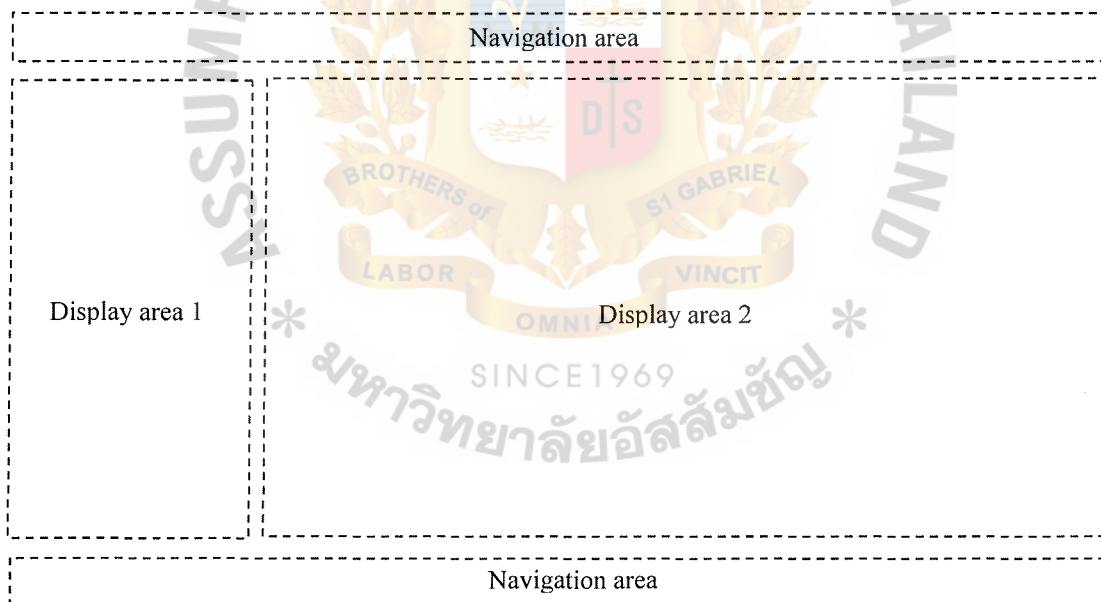 Navigation area
D S
BROTHERS of
S1 GABRIEL
LABOR
VINCIT
OMNIA
Display area 1
Display area 2
SINCE1969
มหาวิทยาลัยอัสสัมชัญ
Navigation area